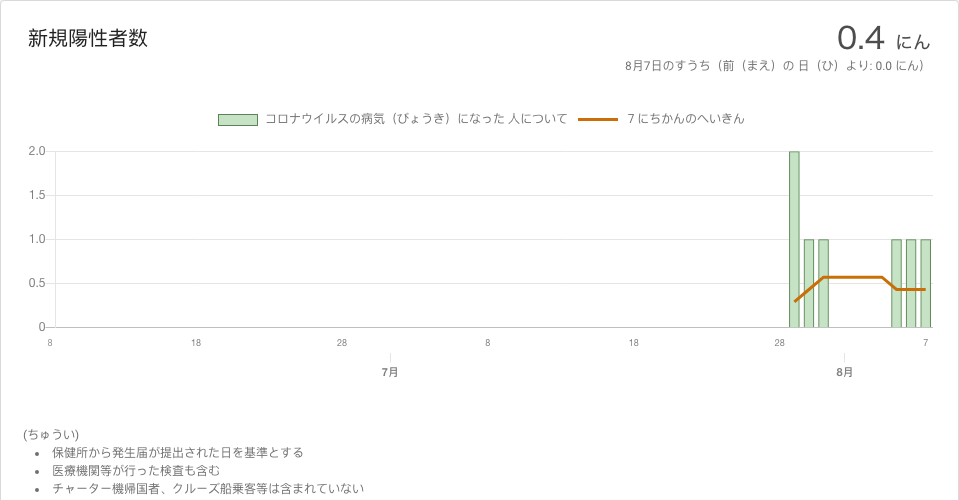 新規陽性者数
0.4 にん
8月7日のすうち（前（まえ）の 日（ひ）より: 0.0 にん）
コロナウイルスの病気（びょうき）になった 人について
7 にちかんのへいきん
2.0
1.5
1.0
0.5
0
8 18 28 8 18 28 7
7月 8月
(ちゅうい)
• 保健所から発生届が提出された日を基準とする
• 医療機関等が行った検査も含む
• チャーター機帰国者、クルーズ船乗客等は含まれていない